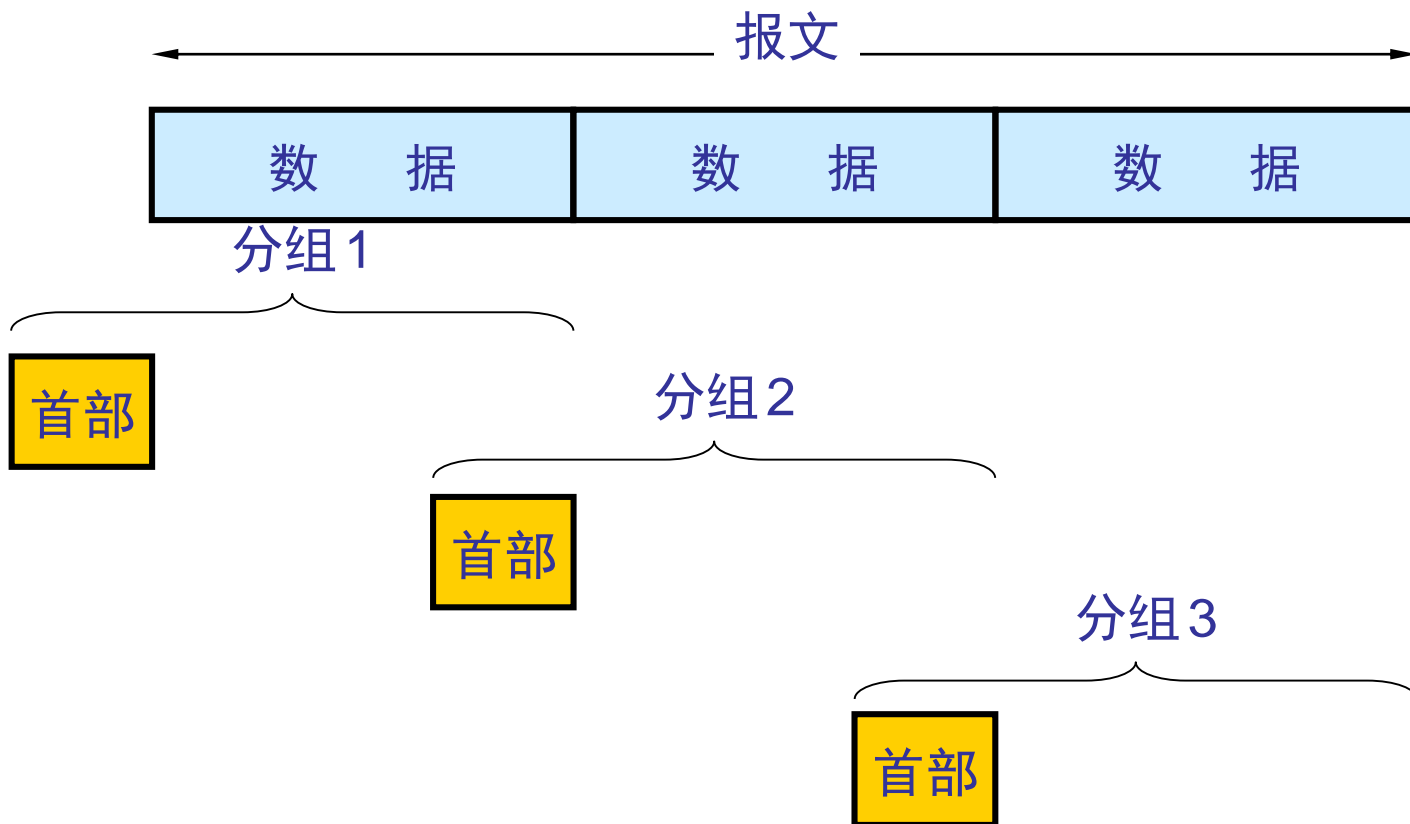 报文
数 据 数 据 数 据
分组1
首部
分组2
首部
分组3
首部